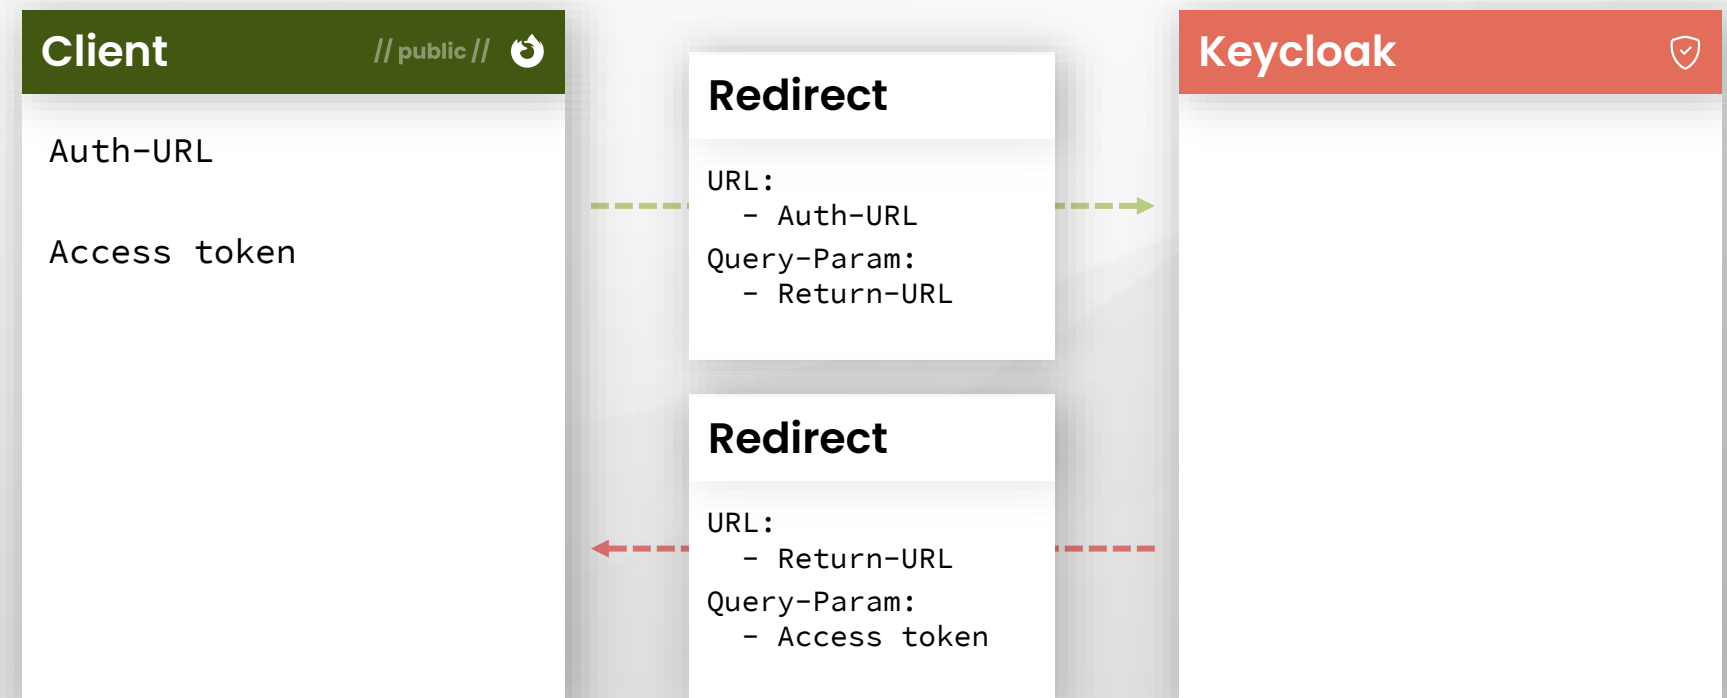 Client
// public //
Auth-URL
Access token
Redirect
URL:
- Auth-URL
Query-Param:
- Return-URL
Redirect
URL:
- Return-URL
Query-Param:
- Access token
Keycloak